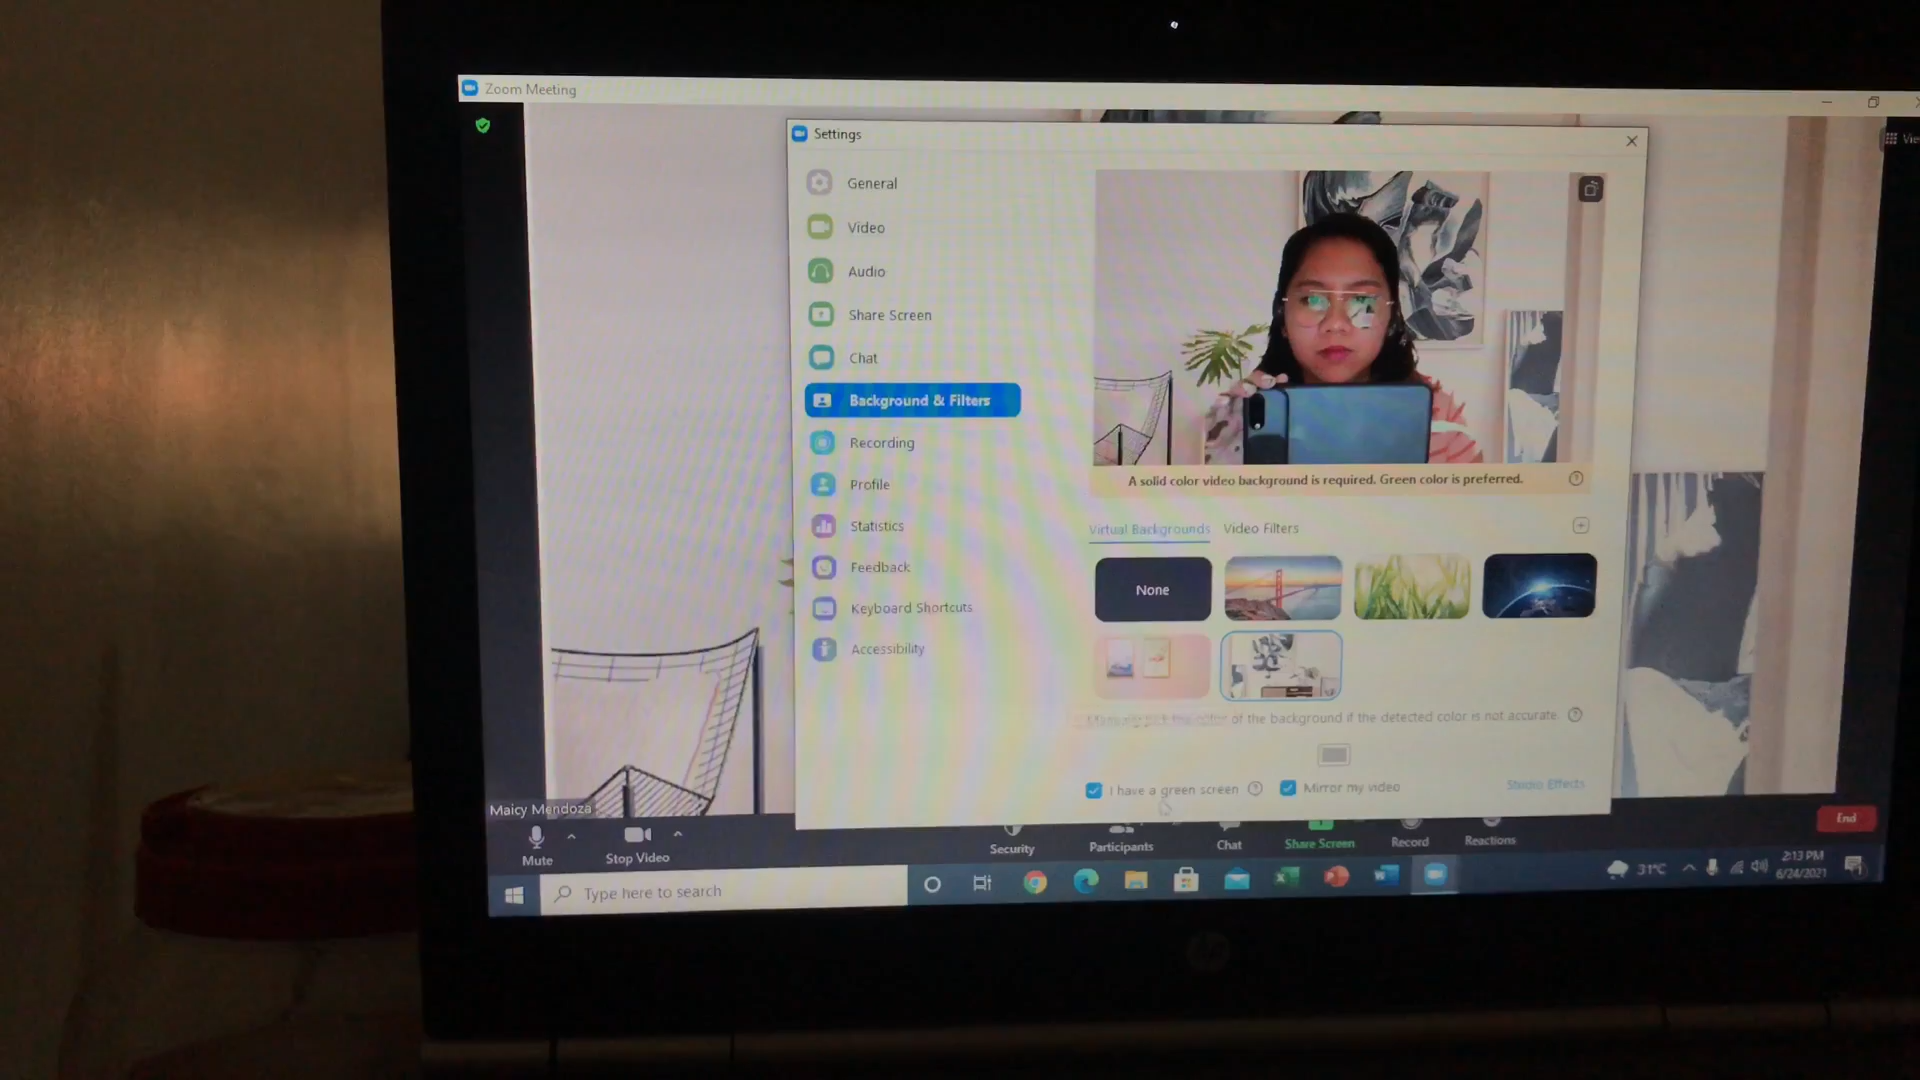 Zoom Meeting
Settings
General
Video
Audio
Share Screen
Chat
Background & Filters
Recording
Profile
Statistics
Feedback
Keyboard Shortcuts
Accessibility
A solid color video background is required. Green color is preferred.
Virtual Backgrounds
Video Filters
None
of the background if the detected color is not accurate.
I have a green screen
Mirror my video
Studio Effects
Maicy Mendoza
Mute
Stop Video
Security
Participants
Chat
Share Screen
Record
Reactions
End
Type here to search
31°C
2:13 PM
6/24/2021